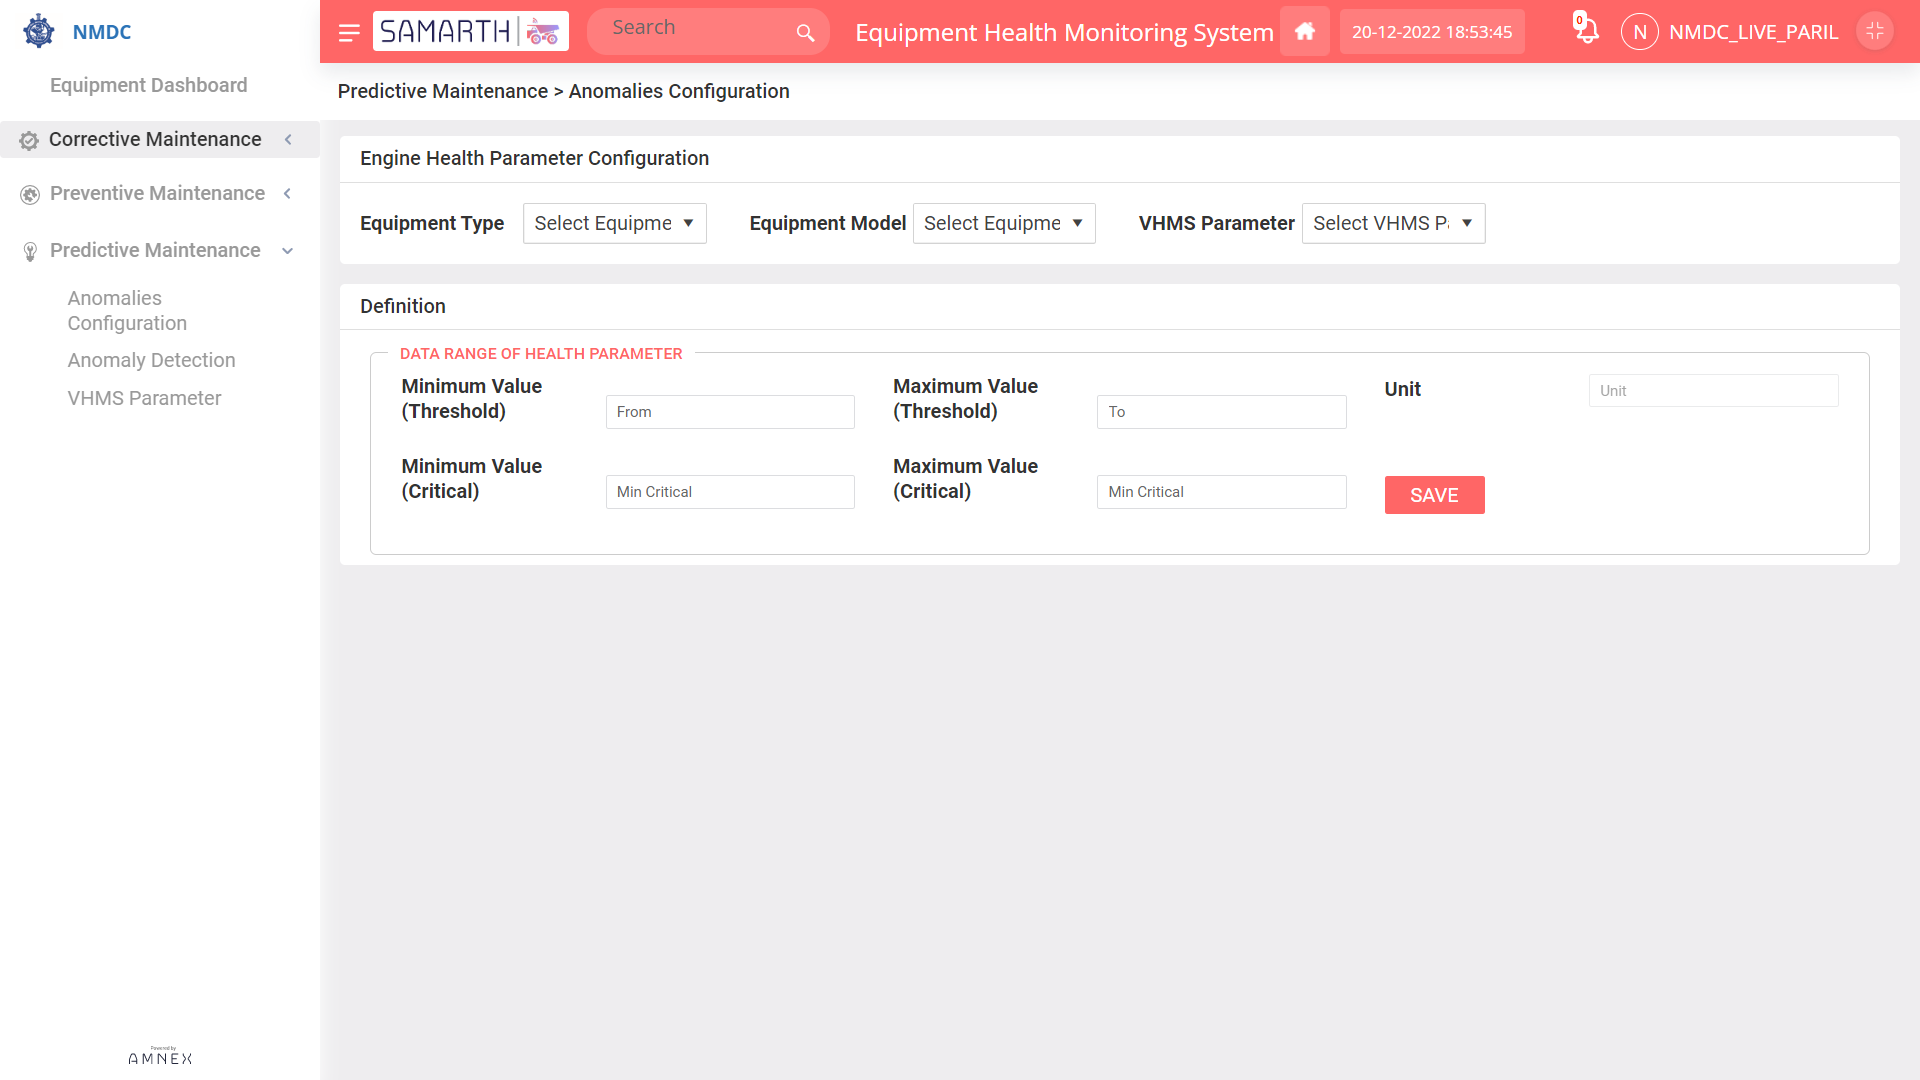 NMDC
SAMARTH
Search
Equipment Health Monitoring System
20-12-2022 18:53:45
0
N
NMDC_LIVE_PARIL
Equipment Dashboard
Corrective Maintenance
Preventive Maintenance
Predictive Maintenance
Anomalies
Configuration
Anomaly Detection
VHMS Parameter
Powered by
AMNEX
Predictive Maintenance > Anomalies Configuration
Engine Health Parameter Configuration
Equipment Type
Select Equipme
Equipment Model
Select Equipme
VHMS Parameter
Select VHMS P
Definition
DATA RANGE OF HEALTH PARAMETER
Minimum Value
(Threshold)
From
Maximum Value
(Threshold)
To
Unit
Unit
Minimum Value
(Critical)
Min Critical
Maximum Value
(Critical)
Min Critical
SAVE